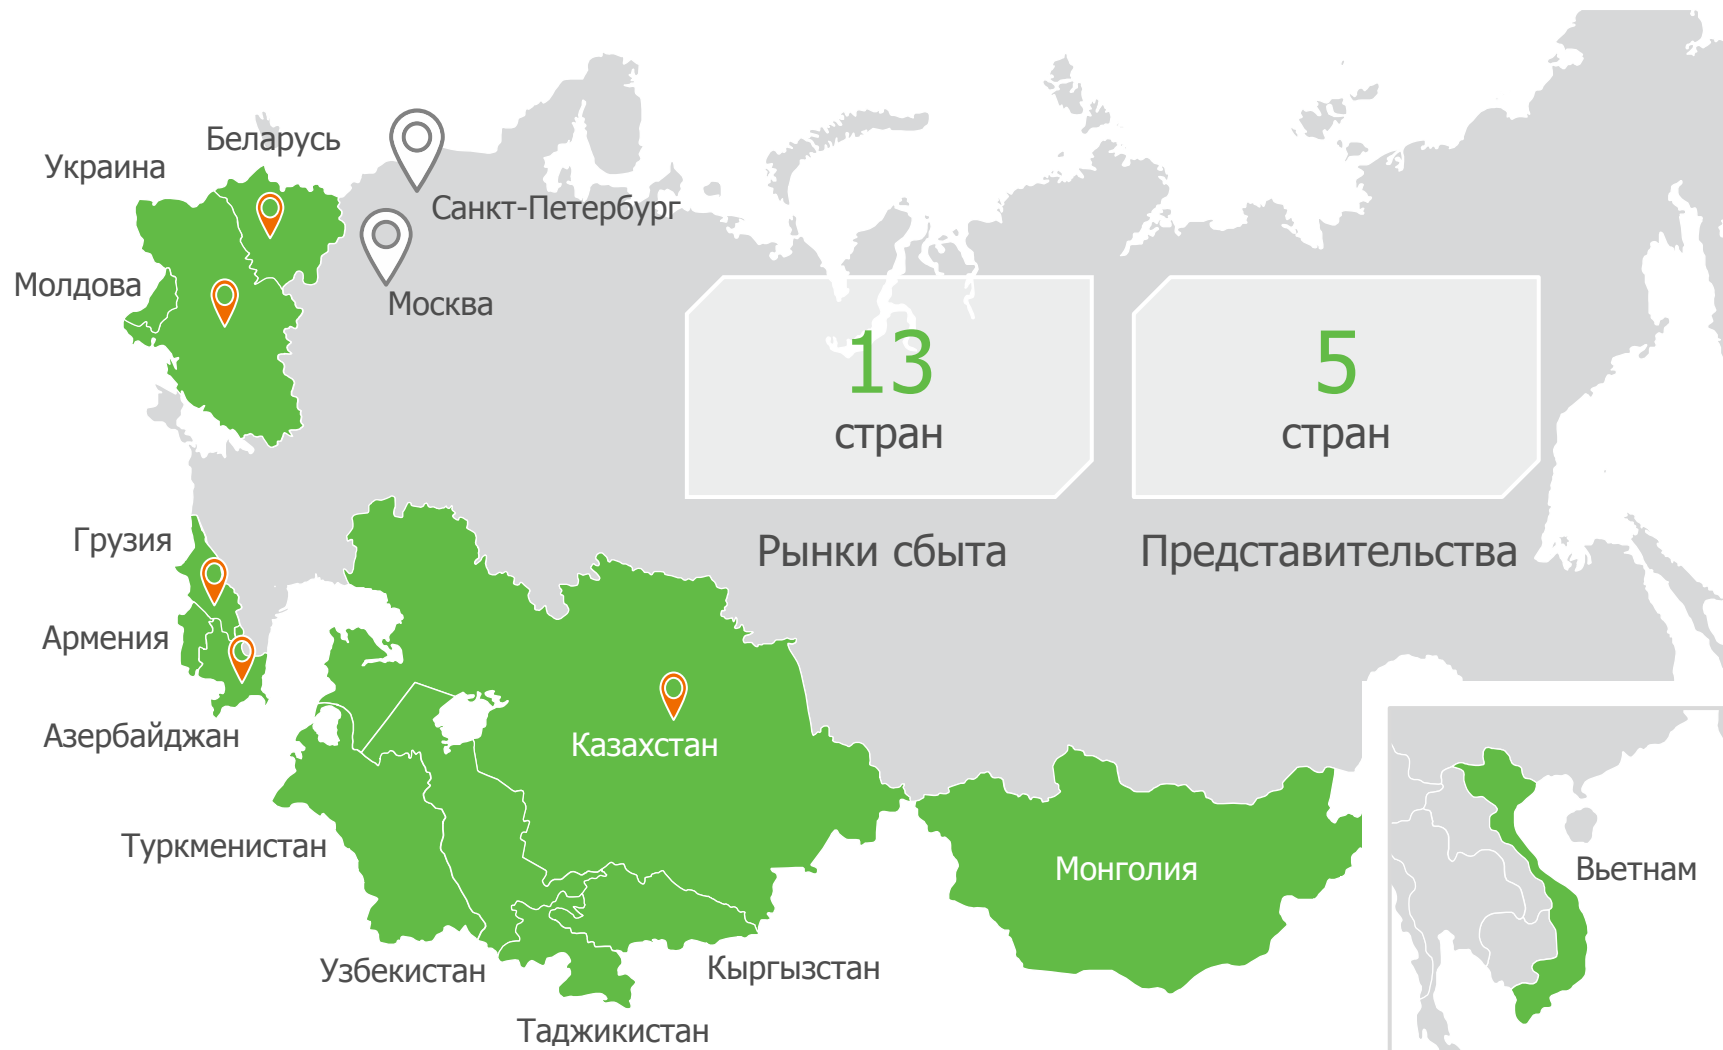 Беларусь
Украина
Санкт-Петербург
Молдова
Москва
13
стран
Рынки сбыта
5
стран
Представительства
Грузия
Армения
Азербайджан
Казахстан
Туркменистан
Монголия
Вьетнам
Узбекистан
Кыргызстан
Таджикистан